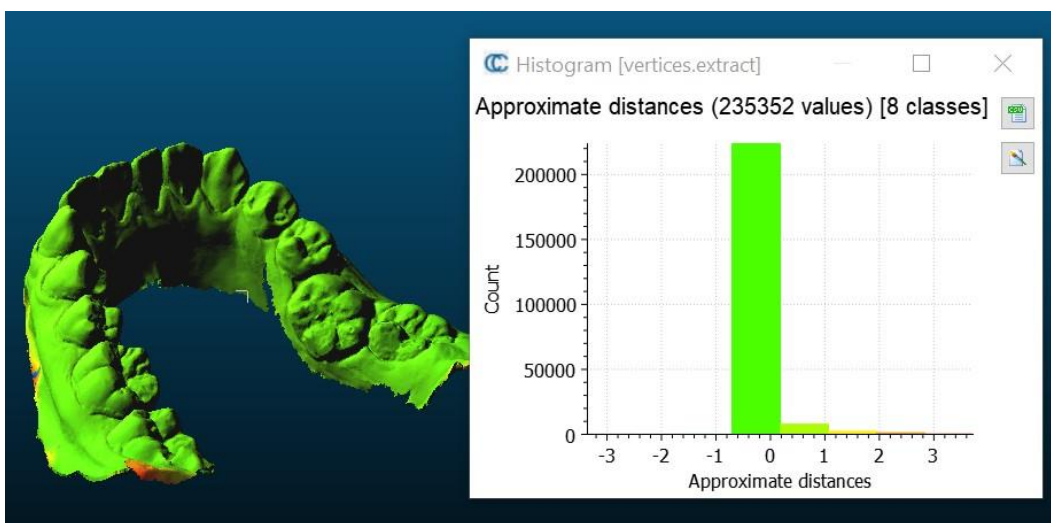 Histogram [vertices.extract]
Approximate distances (235352 values) [8 classes]
200000
150000
100000
50000
0
Count
-3 -2 -1 0 1 2 3
Approximate distances